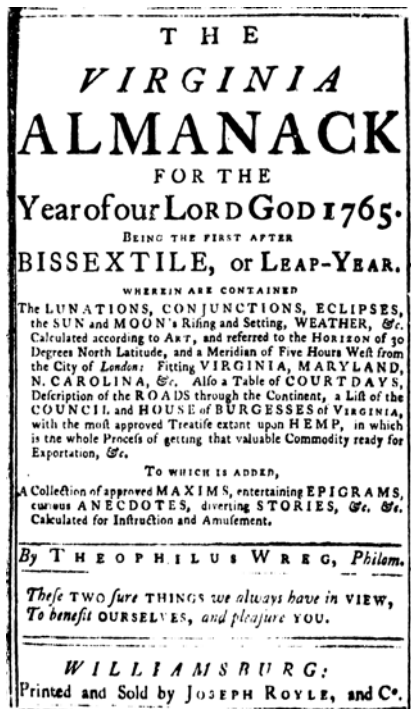 THE
VIRGINIA
ALMANACK
FOR THE
Year of our LORD GOD 1765.
BEING THE FIRST AFTER
BISSEXTILE, or LEAP-YEAR.
WHEREIN ARE CONTAINED
The LUNATIONS, CONJUNCTIONS, ECLIPSES,
the SUN and MOON's Riſing and Setting, WEATHER, &c.
Calculated according to ART, and referred to the HORIZON of 30
Degrees North Latitude, and a Meridian of Five Hours Weſt from
the City of London: Fitting VIRGINIA, MARYLAND,
N. CAROLINA, &c. Alſo a Table of COURT DAYS,
Deſcription of the ROADS through the Continent, a Liſt of the
COUNCIL and HOUSE of BURGESSES of VIRGINIA,
with the moſt approved Treatiſe extant upon HEMP, in which
is the whole Proceſs of getting that valuable Commodity ready for
Exportation, &c.
TO WHICH IS ADDED,
A Collection of approved MAXIMS, entertaining EPIGRAMS,
curious ANECDOTES, diverting STORIES, &c. &c.
Calculated for Inſtruction and Amuſement.
By THEOPHILUS WREG, Philom.
Theſe TWO ſure THINGS we always have in VIEW,
To benefit OURSELVES, and pleaſure YOU.
WILLIAMSBURG:
Printed and Sold by JOSEPH ROYLE, and Co.